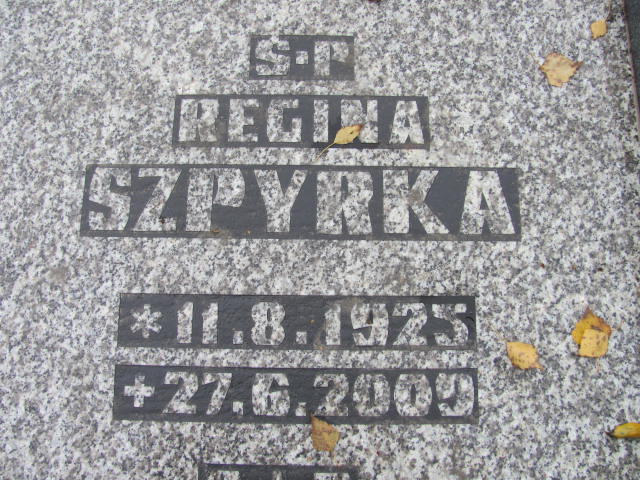 S.P
REGINA
SZPYRKA
*11.8.1925
+27.6.2009